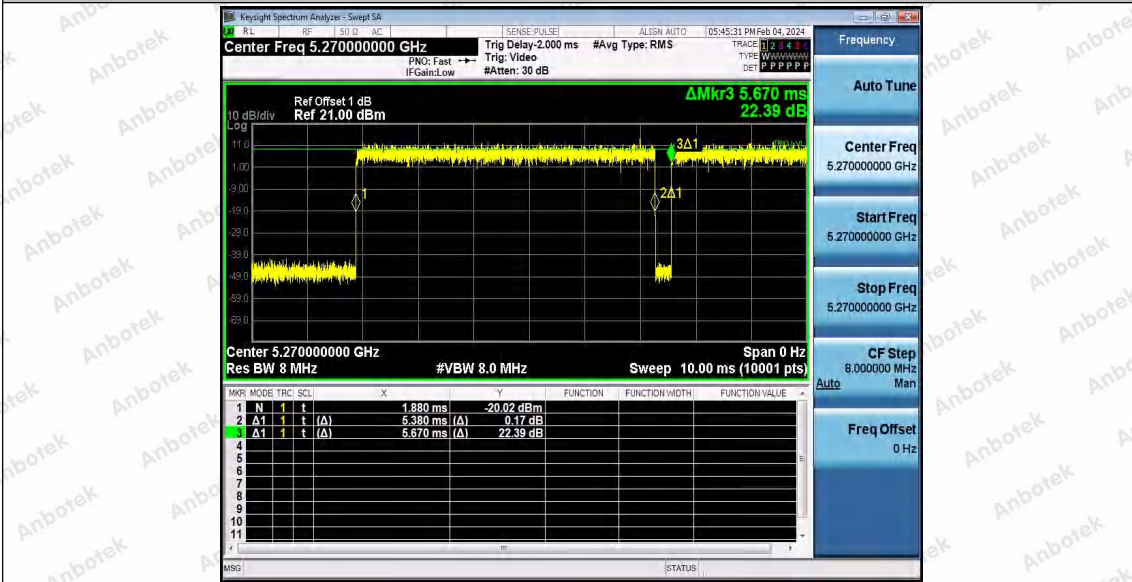 Keysight Spectrum Analyzer - Swept SA
RL RF 50 Ω AC SENSE:PULSE ALIGN AUTO 05:45:31 PM Feb 04, 2024
Center Freq 5.270000000 GHz
PNO: Fast
IFGain:Low
Trig Delay-2.000 ms
Trig: Video
#Atten: 30 dB
#Avg Type: RMS
TRACE 1 2 3 4 5 6
TYPE WWWWWW
DET P P P P P P
ΔMkr3 5.670 ms
22.39 dB
Ref Offset 1 dB
10 dB/div Ref 21.00 dBm
Log
11.0
1.00
-9.00
-19.0
-29.0
-39.0
-49.0
-59.0
-69.0
1
2Δ1
3Δ1
Center 5.270000000 GHz Span 0 Hz
Res BW 8 MHz #VBW 8.0 MHz Sweep 10.00 ms (10001 pts)
MKR MODE TRC SCL X Y FUNCTION FUNCTION WIDTH FUNCTION VALUE
1 N 1 t 1.880 ms -20.02 dBm
2 Δ1 1 t (Δ) 5.380 ms (Δ) 0.17 dB
3 Δ1 1 t (Δ) 5.670 ms (Δ) 22.39 dB
4
5
6
7
8
9
10
11
MSG STATUS
Frequency
Auto Tune
Center Freq
5.270000000 GHz
Start Freq
5.270000000 GHz
Stop Freq
5.270000000 GHz
CF Step
8.000000 MHz
Auto Man
Freq Offset
0 Hz
Anbotek